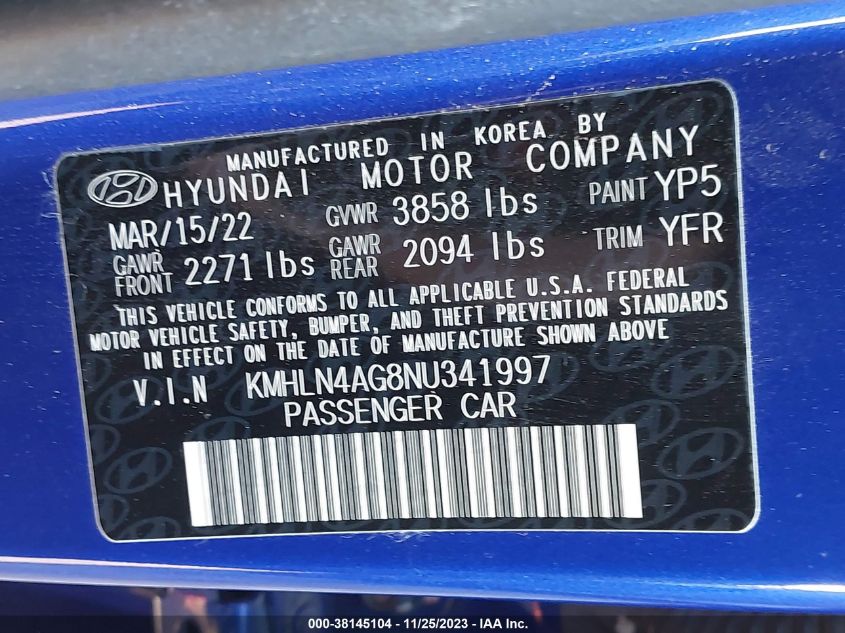 MANUFACTURED IN KOREA BY
HYUNDAI MOTOR COMPANY
MAR/15/22 GVWR 3858 lbs PAINT YP5
GAWR FRONT 2271 lbs GAWR REAR 2094 lbs TRIM YFR
THIS VEHICLE CONFORMS TO ALL APPLICABLE U.S.A. FEDERAL
MOTOR VEHICLE SAFETY, BUMPER, AND THEFT PREVENTION STANDARDS
IN EFFECT ON THE DATE OF MANUFACTURE SHOWN ABOVE
V.I.N KMHLN4AG8NU341997
PASSENGER CAR
000-38145104 - 11/25/2023 - IAA Inc.